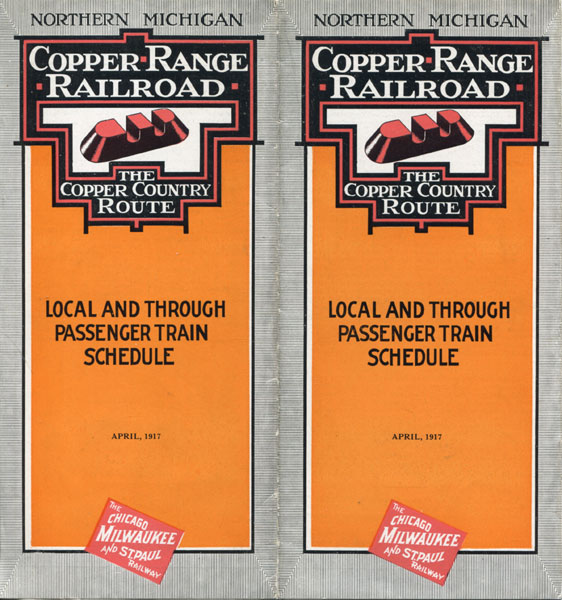 NORTHERN MICHIGAN
COPPER RANGE
RAILROAD
THE
COPPER COUNTRY
ROUTE
LOCAL AND THROUGH
PASSENGER TRAIN
SCHEDULE
APRIL, 1917
THE
CHICAGO
MILWAUKEE
AND ST. PAUL
RAILWAY
NORTHERN MICHIGAN
COPPER RANGE
RAILROAD
THE
COPPER COUNTRY
ROUTE
LOCAL AND THROUGH
PASSENGER TRAIN
SCHEDULE
APRIL, 1917
THE
CHICAGO
MILWAUKEE
AND ST. PAUL
RAILWAY